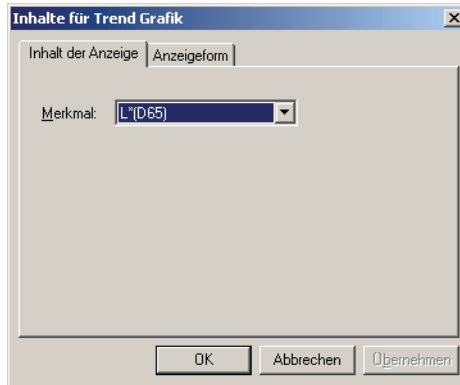 Inhalte für Trend Grafik
Inhalt der Anzeige Anzeigeform
Merkmal: L*(D65)
OK Abbrechen Übernehmen